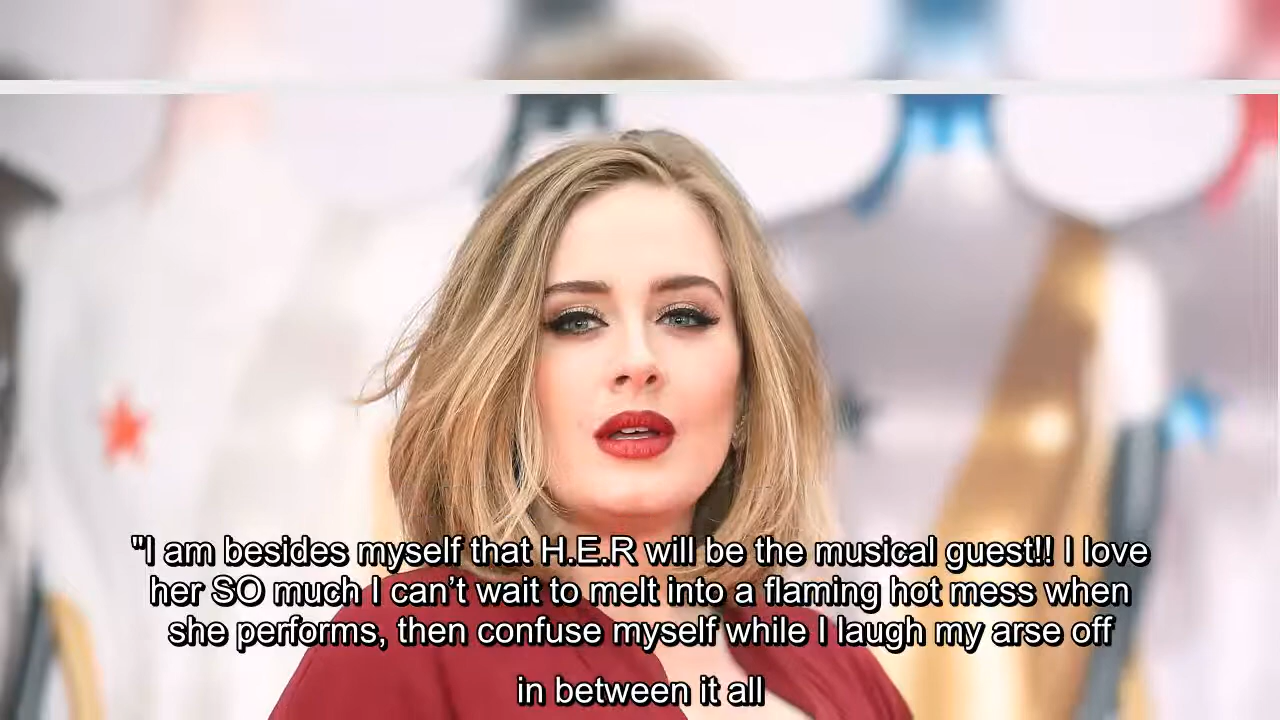 "I am besides myself that H.E.R will be the musical guest!! I love
her SO much I can’t wait to melt into a flaming hot mess when
she performs, then confuse myself while I laugh my arse off
in between it all